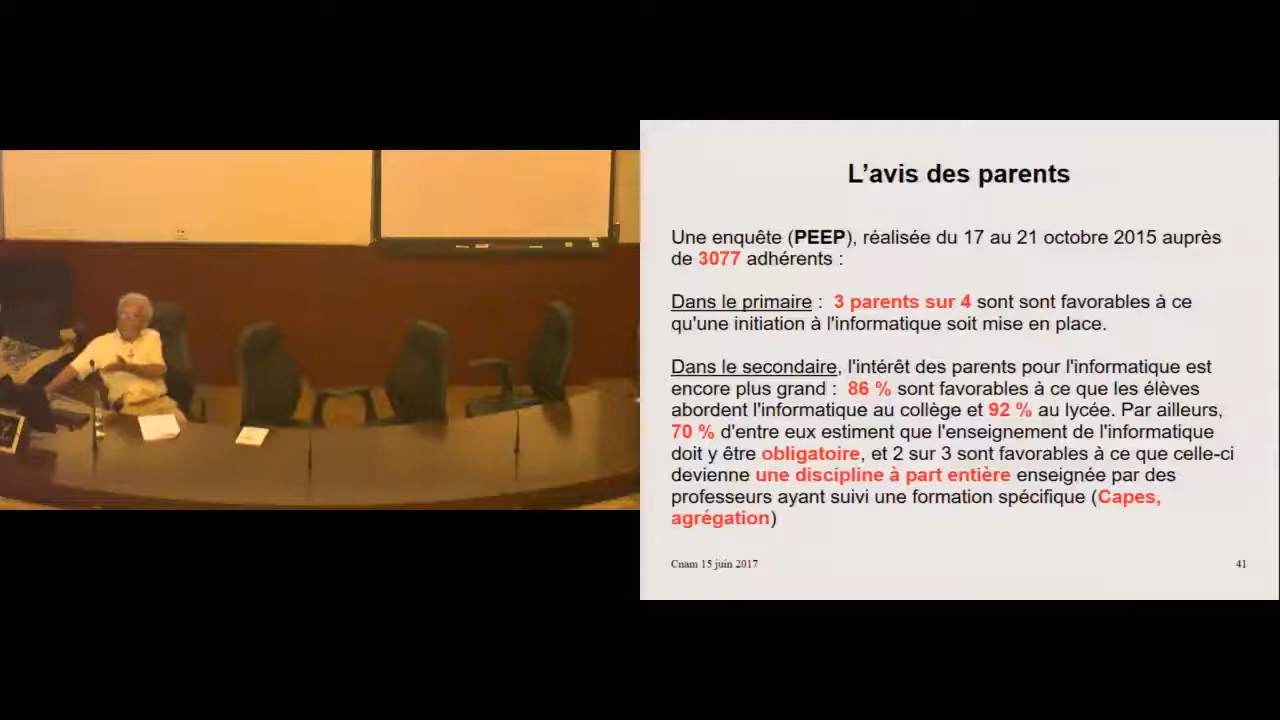 L'avis des parents
Une enquête (PEEP), réalisée du 17 au 21 octobre 2015 auprès
de 3077 adhérents :
Dans le primaire : 3 parents sur 4 sont sont favorables à ce
qu'une initiation à l'informatique soit mise en place.
Dans le secondaire, l'intérêt des parents pour l'informatique est
encore plus grand : 86 % sont favorables à ce que les élèves
abordent l'informatique au collège et 92 % au lycée. Par ailleurs,
70 % d'entre eux estiment que l'enseignement de l'informatique
doit y être obligatoire, et 2 sur 3 sont favorables à ce que celle-ci
devienne une discipline à part entière enseignée par des
professeurs ayant suivi une formation spécifique (Capes,
agrégation)
Cnam 15 juin 2017
41